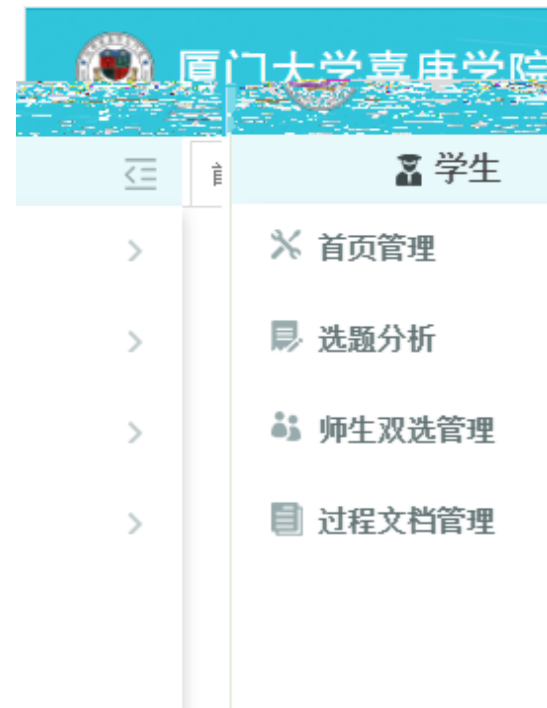 厦门大学嘉庚学院
学生
首页管理
选题分析
师生双选管理
过程文档管理